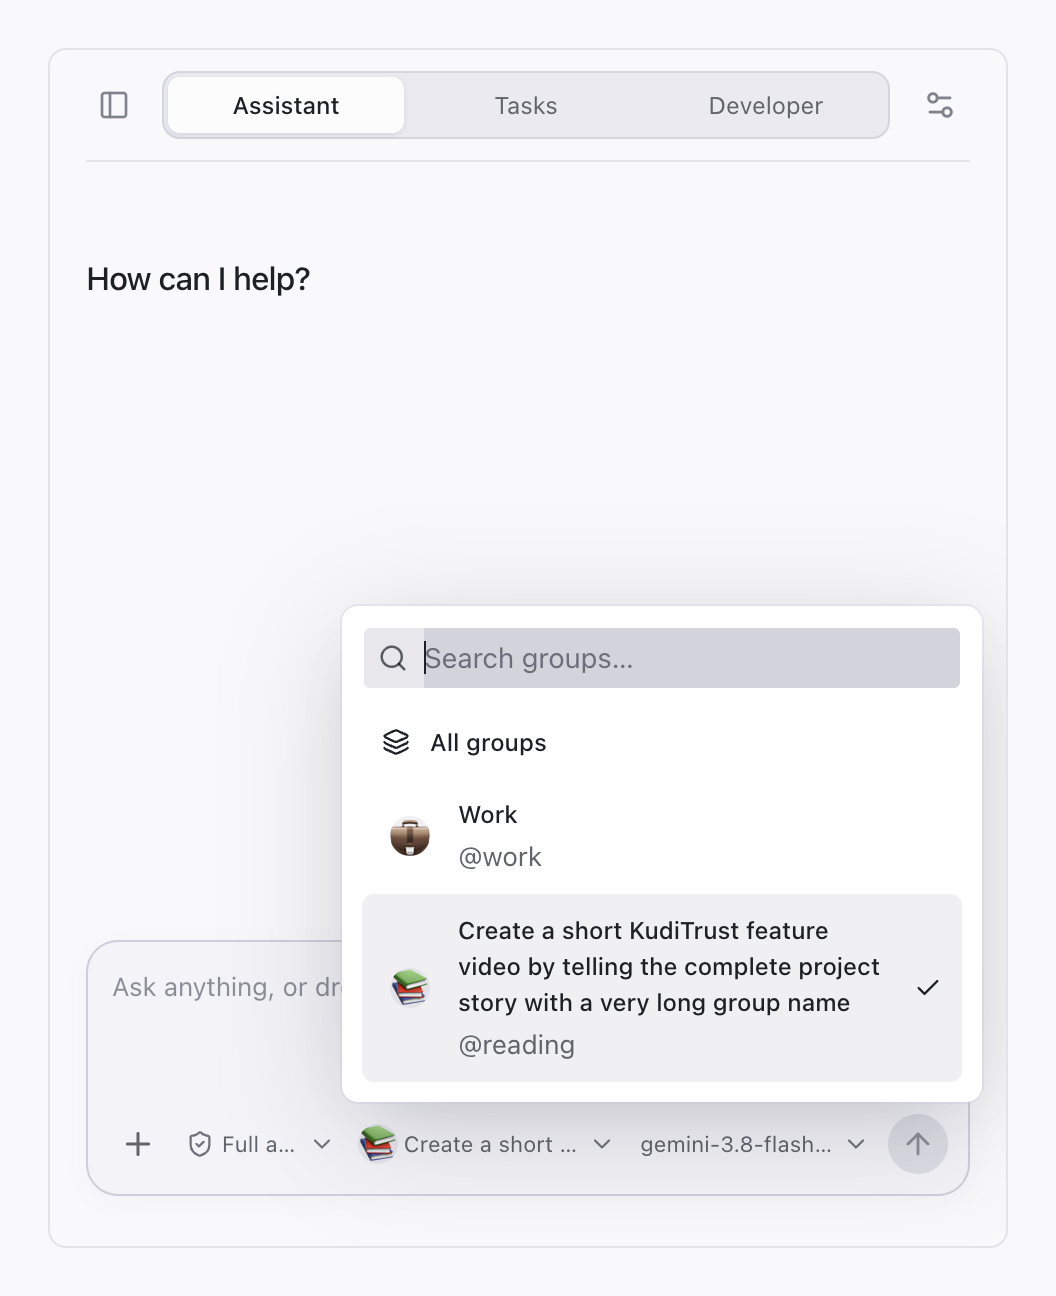 Assistant
Tasks
Developer
How can I help?
Search groups...
All groups
Work
@work
Create a short KudiTrust feature
video by telling the complete project
story with a very long group name
@reading
Ask anything, or
Full a...
Create a short ...
gemini-3.8-flash...